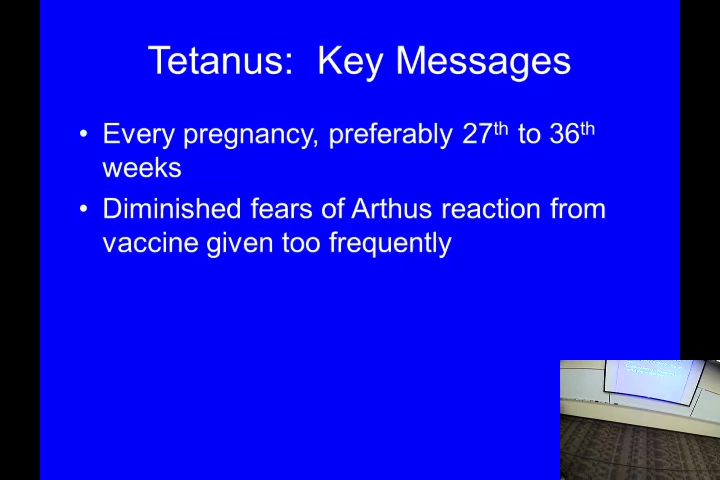 Tetanus:  Key Messages
• Every pregnancy, preferably 27th to 36th
weeks
• Diminished fears of Arthus reaction from
vaccine given too frequently